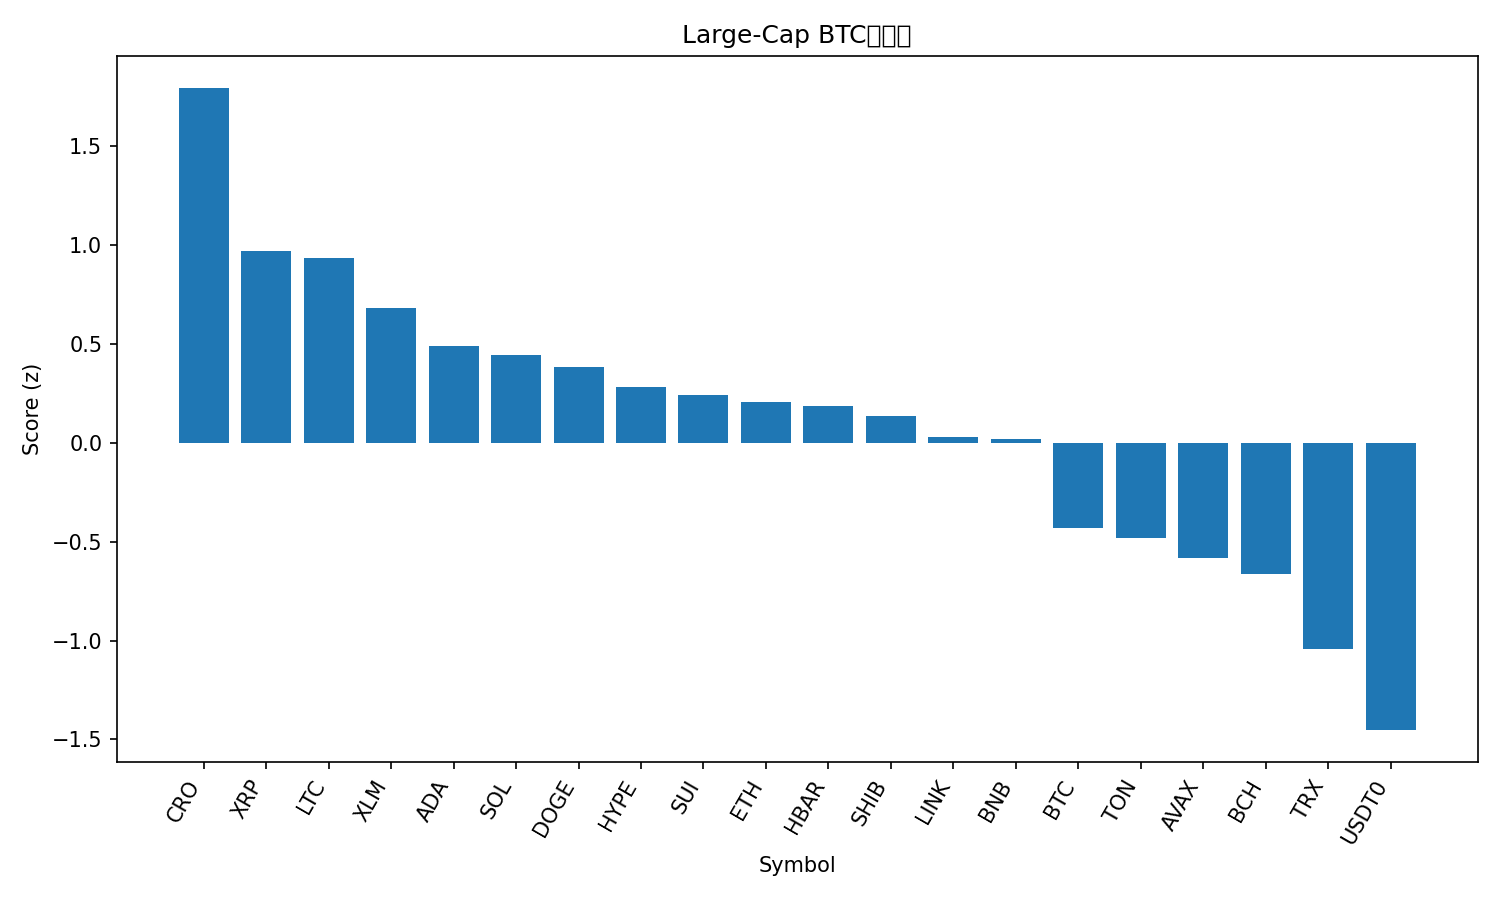 Large-Cap BTC
1.5
1.0
0.5
0.0
−0.5
−1.0
−1.5
Score (z)
CRO
XRP
LTC
XLM
ADA
SOL
DOGE
HYPE
SUI
ETH
HBAR
SHIB
LINK
BNB
BTC
TON
AVAX
BCH
TRX
USDT0
Symbol